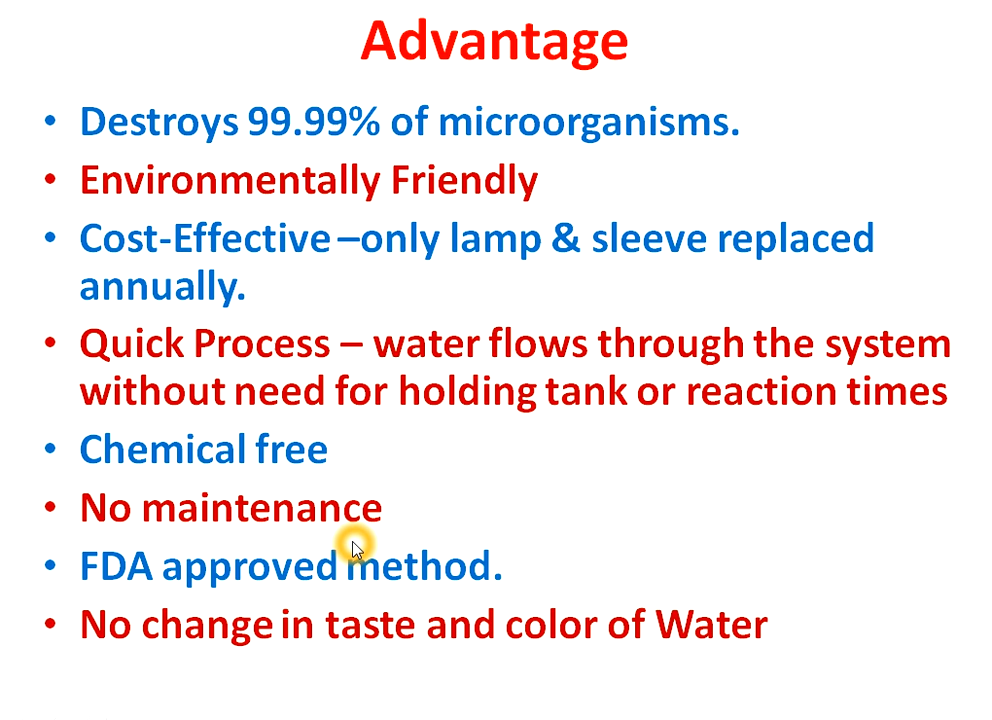 Advantage
• Destroys 99.99% of microorganisms.
• Environmentally Friendly
• Cost-Effective –only lamp & sleeve replaced
annually.
• Quick Process – water flows through the system
without need for holding tank or reaction times
• Chemical free
• No maintenance
• FDA approved method.
• No change in taste and color of Water